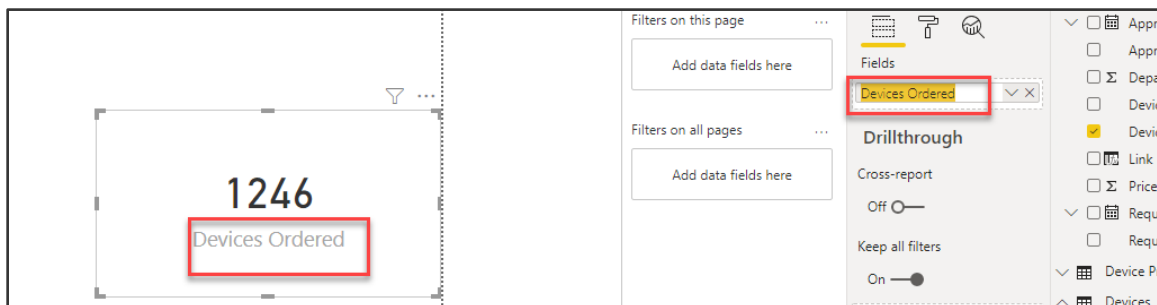 1246
Devices Ordered
Filters on this page
Add data fields here
Filters on all pages
Add data fields here
Fields
Devices Ordered
Drillthrough
Cross-report
Off
Keep all filters
On
Appr
Appr
Depa
Devi
Devi
Link
Price
Requ
Requ
Device P
Devices